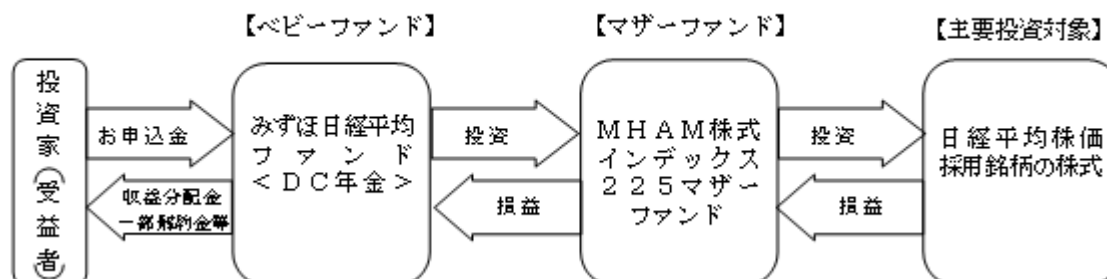 【ベビーファンド】
【マザーファンド】
【主要投資対象】
投資家(受益者)
お申込金
収益分配金
一部解約金等
みずほ日経平均
ファンド
<DC年金>
投資
損益
MHAM株式
インデックス
225マザー
ファンド
投資
損益
日経平均株価
採用銘柄の株式